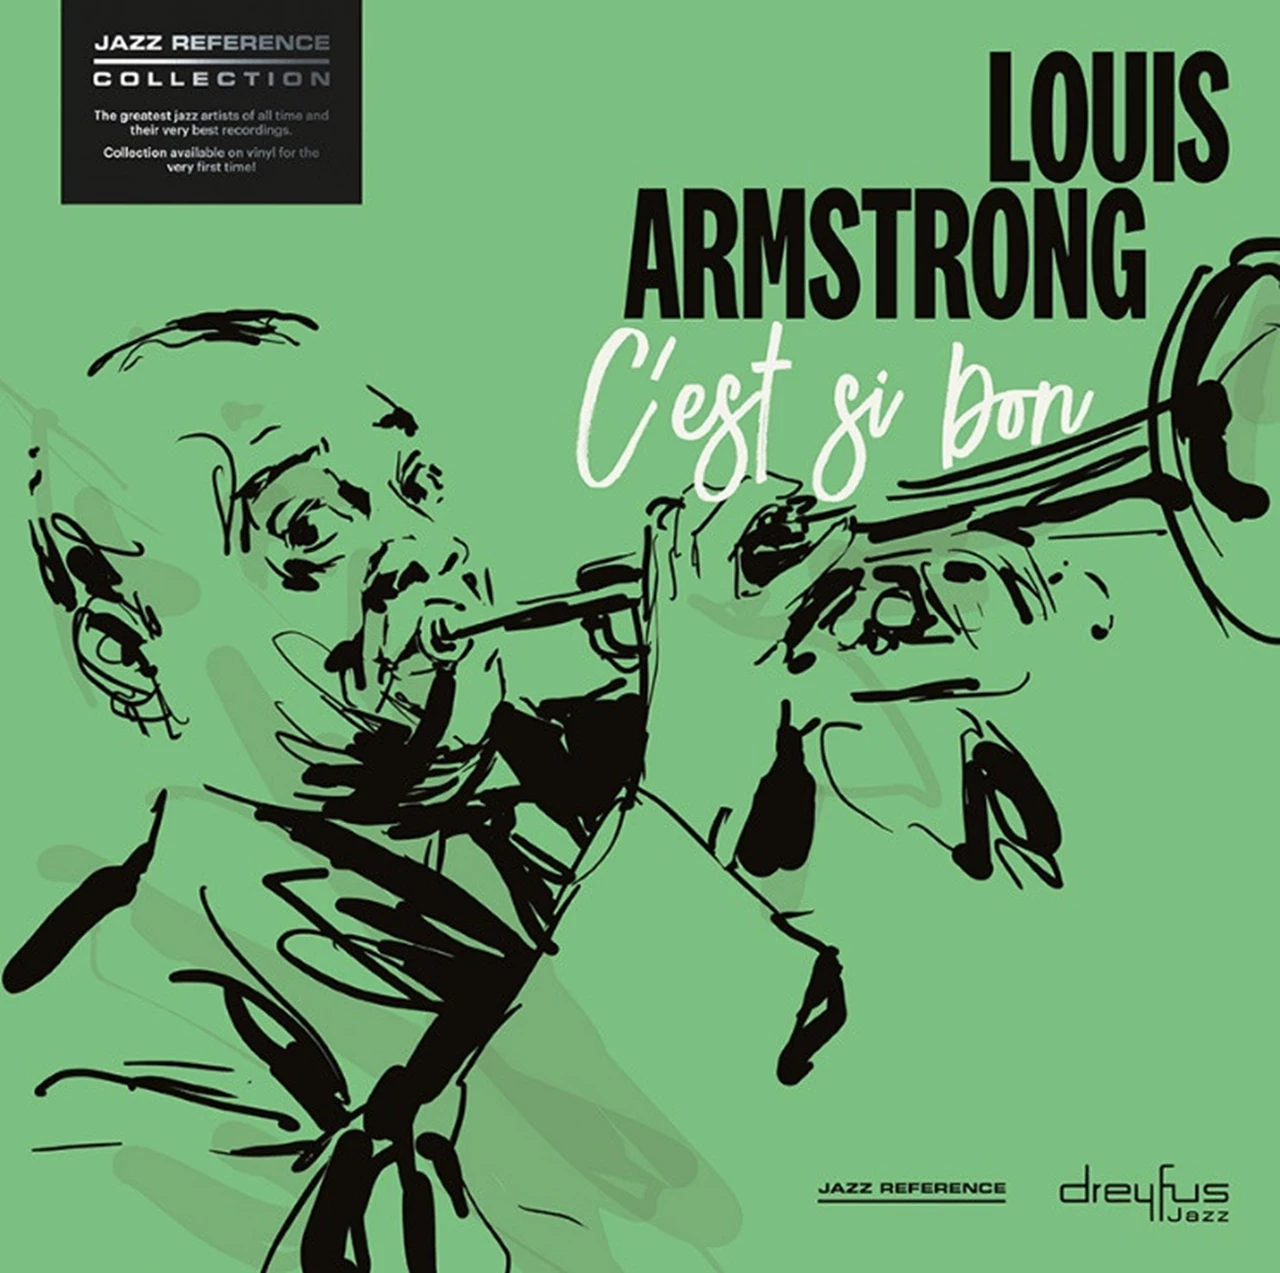 JAZZ REFERENCE
COLLECTION
The greatest jazz artists of all time and
their very best recordings.
Collection available on vinyl for the
very first time!
LOUIS
ARMSTRONG
C'est si bon
JAZZ REFERENCE
dreyfus
Jazz